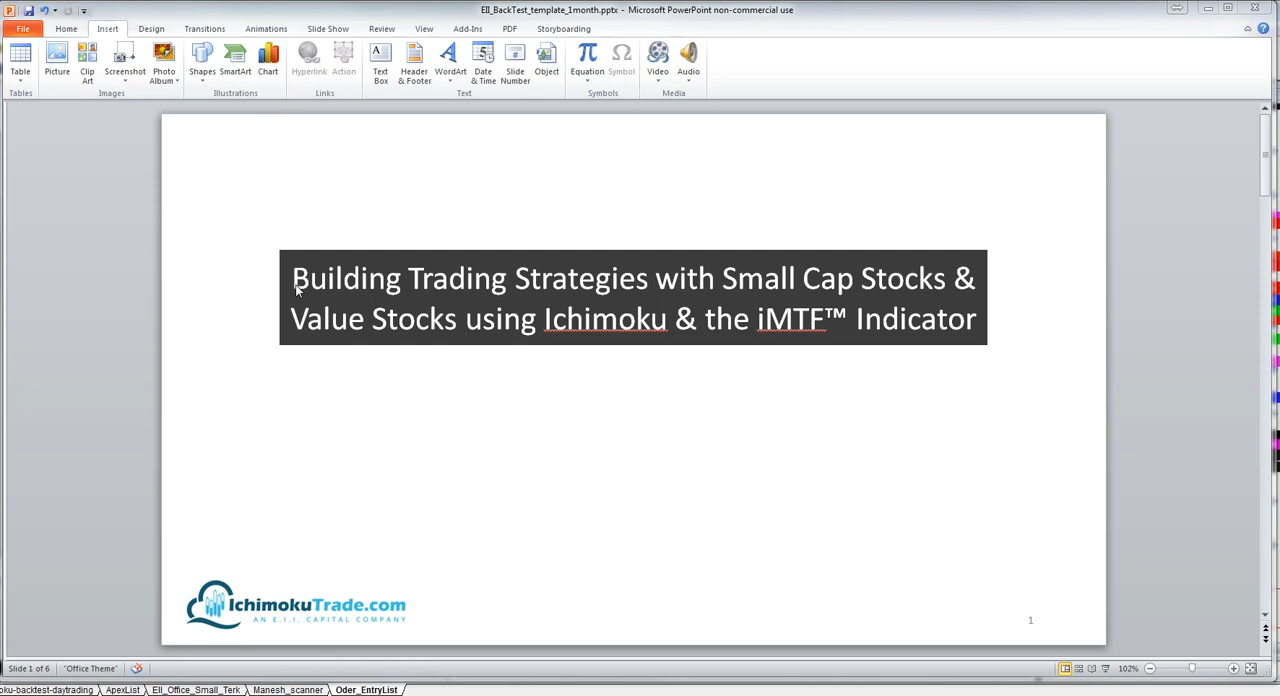 EII_BackTest_template_1month.pptx - Microsoft PowerPoint non-commercial use
File Home Insert Design Transitions Animations Slide Show Review View Add-Ins PDF Storyboarding
Table Picture Clip Art Screenshot Photo Album Shapes SmartArt Chart Hyperlink Action Text Box Header & Footer WordArt Date & Time Slide Number Object Equation Symbol Video Audio
Tables Images Illustrations Links Text Symbols Media
Building Trading Strategies with Small Cap Stocks &
Value Stocks using Ichimoku & the iMTF™ Indicator
IchimokuTrade.com
AN E.I.I. CAPITAL COMPANY
1
Slide 1 of 6 "Office Theme" 102%
oku-backtest-daytrading ApexList EII_Office_Small_Terk Manesh_scanner Oder_EntryList